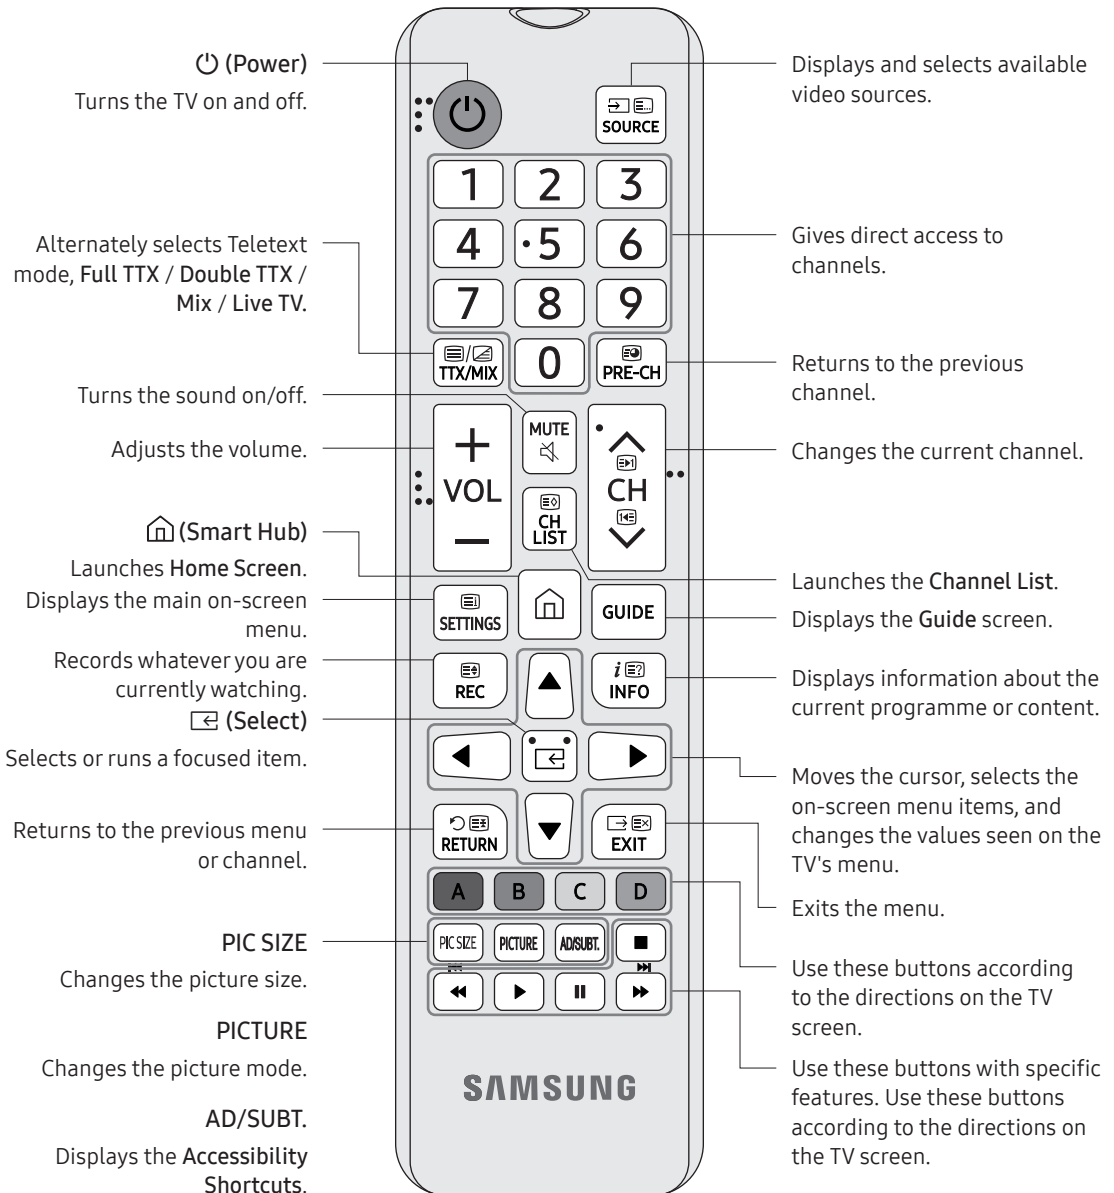 (Power)
Turns the TV on and off.
Alternately selects Teletext
mode, Full TTX / Double TTX /
Mix / Live TV.
Turns the sound on/off.
Adjusts the volume.
(Smart Hub)
Launches Home Screen.
Displays the main on-screen
menu.
Records whatever you are
currently watching.
(Select)
Selects or runs a focused item.
Returns to the previous menu
or channel.
PIC SIZE
Changes the picture size.
PICTURE
Changes the picture mode.
AD/SUBT.
Displays the Accessibility
Shortcuts.
SOURCE
1 2 3
4 5 6
7 8 9
TTX/MIX 0 PRE-CH
MUTE
VOL
CH
CH
LIST
SETTINGS
GUIDE
REC
INFO
RETURN
EXIT
A B C D
PIC SIZE PICTURE AD/SUBT.
SAMSUNG
Displays and selects available
video sources.
Gives direct access to
channels.
Returns to the previous
channel.
Changes the current channel.
Launches the Channel List.
Displays the Guide screen.
Displays information about the
current programme or content.
Moves the cursor, selects the
on-screen menu items, and
changes the values seen on the
TV's menu.
Exits the menu.
Use these buttons according
to the directions on the TV
screen.
Use these buttons with specific
features. Use these buttons
according to the directions on
the TV screen.